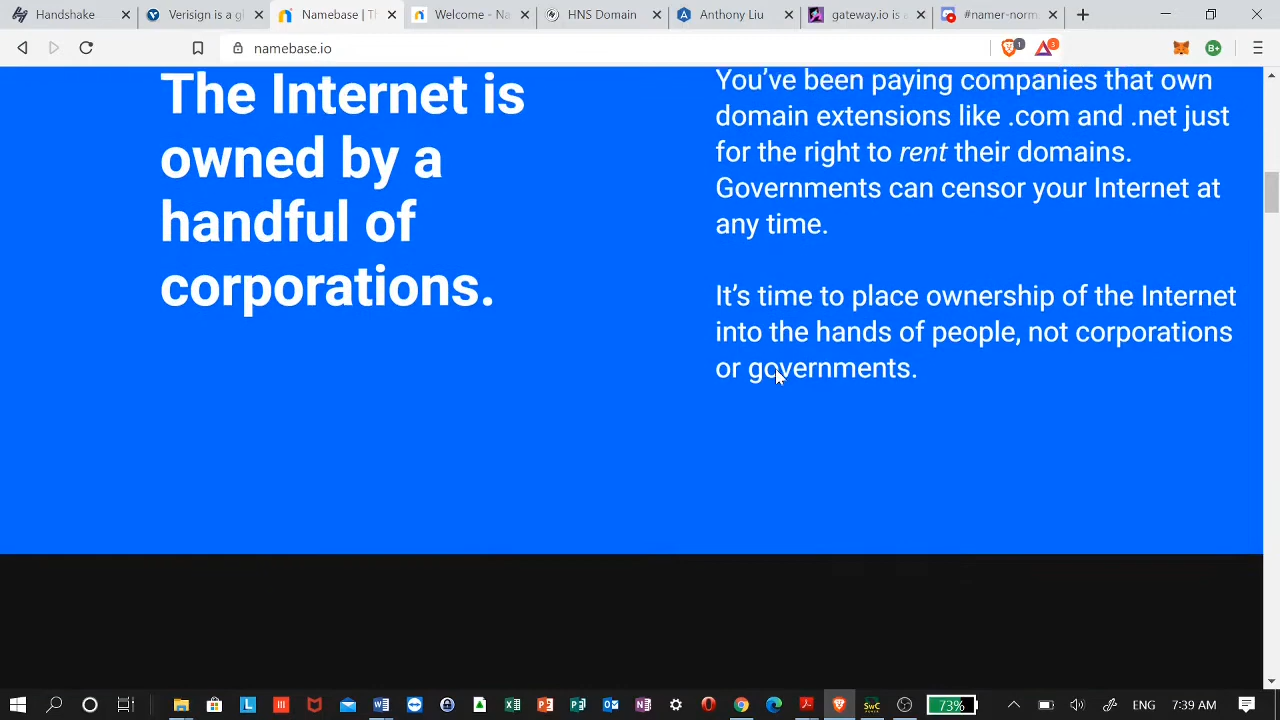 Handshake
Verisign is a gl
Namebase | Th
Welcome - Na
HNS Domain
Anthony Liu
gateway.io is a
#namer-norm
namebase.io
1
3
B+
The Internet is
owned by a
handful of
corporations.
You've been paying companies that own
domain extensions like .com and .net just
for the right to rent their domains.
Governments can censor your Internet at
any time.
It's time to place ownership of the Internet
into the hands of people, not corporations
or governments.
73%
ENG
7:39 AM